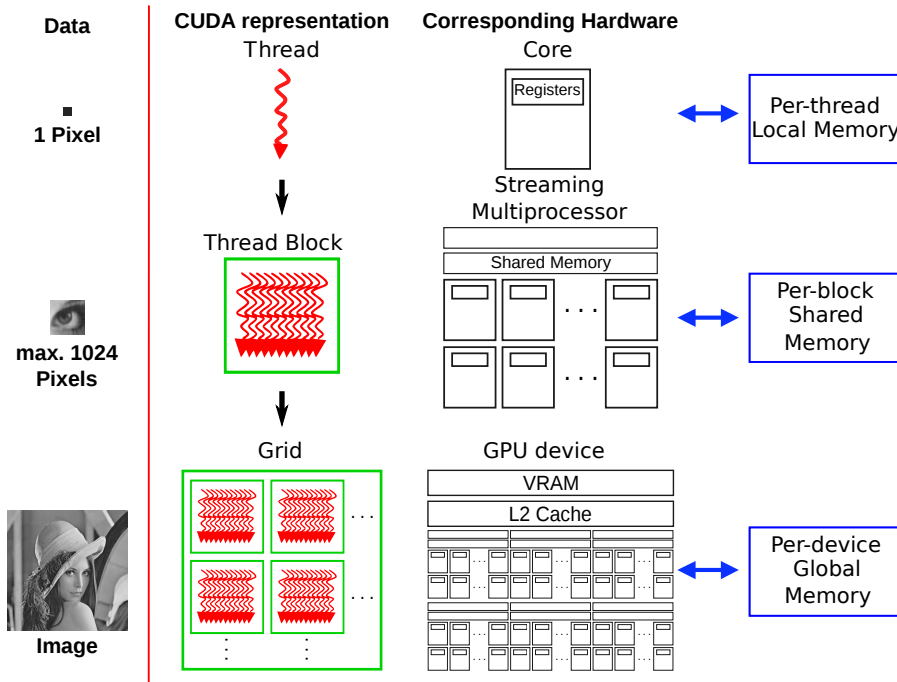 Data
CUDA representation
Corresponding Hardware
Thread
Core
1 Pixel
Registers
Per-thread
Local Memory
Thread Block
Streaming
Multiprocessor
max. 1024
Pixels
Shared Memory
. . .
. . .
Per-block
Shared
Memory
Grid
GPU device
Image
. . .
. . .
VRAM
L2 Cache
Per-device
Global
Memory